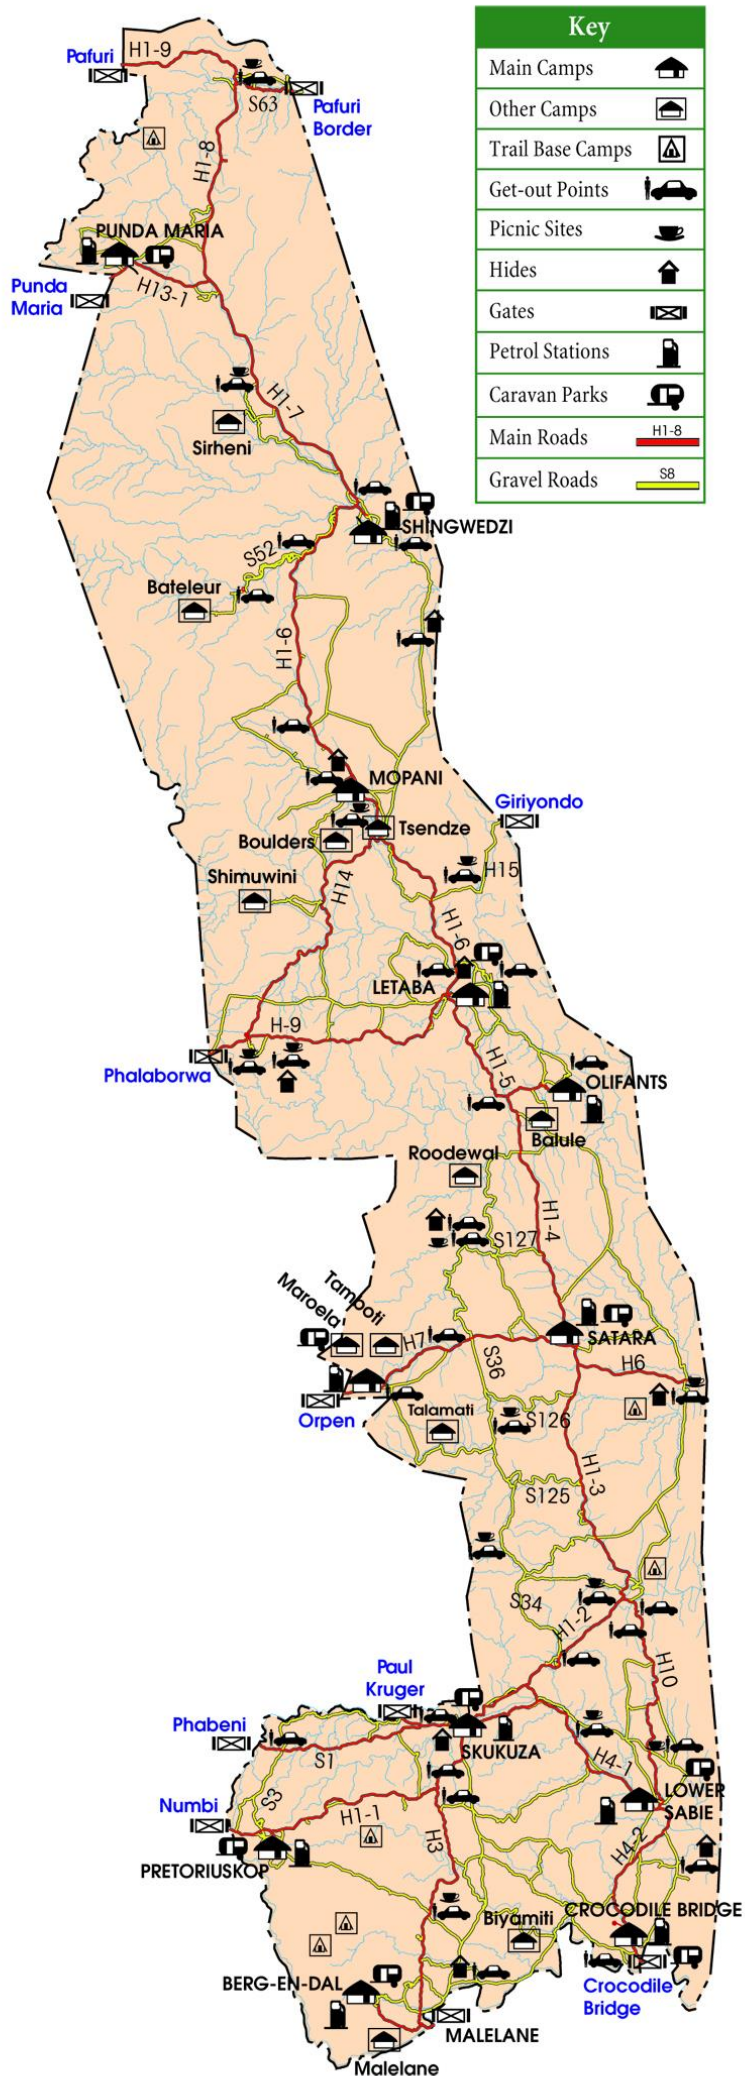 Key
Main Camps
Other Camps
Trail Base Camps
Get-out Points
Picnic Sites
Hides
Gates
Petrol Stations
Caravan Parks
Main Roads
H1-8
Gravel Roads
S8
Pafuri
H1-9
S63
Pafuri
Border
H1-8
PUNDA MARIA
Punda
Maria
H13-1
H1-7
Sirheni
SHINGWEDZI
S52
Bateleur
H1-6
MOPANI
Giriyondo
Tsendze
Boulders
H15
Shimuwini
H14
H1-6
LETABA
H-9
Phalaborwa
H1-5
OLIFANTS
Balule
Roodewal
H1-4
S127
Tamboti
Maroela
H7
SATARA
S36
H6
Orpen
Talamati
S126
H1-3
S125
S34
H1-2
H10
Paul
Kruger
Phabeni
SKUKUZA
S1
H4-1
LOWER
SABIE
S3
Numbi
H1-1
H3
H4-2
PRETORIUSKOP
CROCODILE BRIDGE
Biyamiti
BERG-EN-DAL
Crocodile
Bridge
MALELANE
Malelane